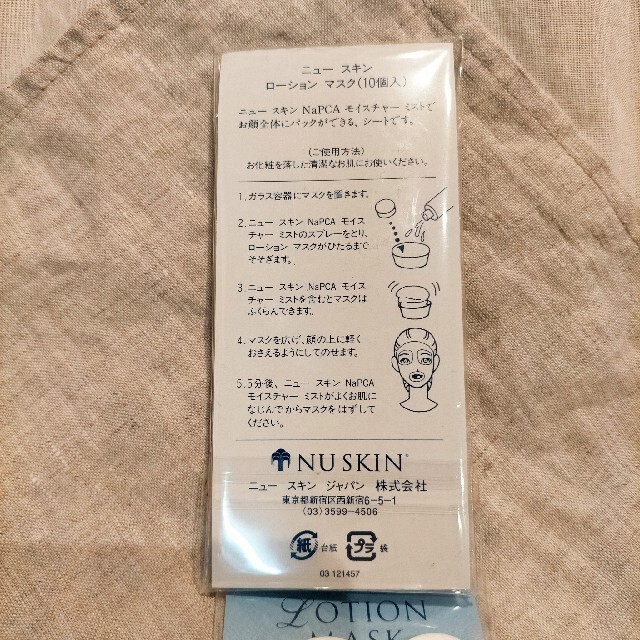 ニュー スキン
ローション マスク(10個入)
ニュー スキン NaPCA モイスチャー ミストで
お顔全体にパックができる、シートです。
〈ご使用方法〉
お化粧を落した清潔なお肌にお使いください。
1. ガラス容器にマスクを置きます。
2. ニュー スキン NaPCA モイス
チャー ミストのスプレーをとり、
ローション マスクがひたるまで
そそぎます。
3. ニュー スキン NaPCA モイス
チャー ミストを含むとマスクは
ふくらんできます。
4. マスクを広げ、顔の上に軽く
おさえるようにしてのせます。
5. 5分後、ニュー スキン NaPCA
モイスチャー ミストがよくお肌に
なじんでからマスクをはずして
ください。
NU SKIN®
ニュー スキン ジャパン 株式会社
東京都新宿区西新宿6-5-1
(03)3599-4506
紙 台紙 プラ 袋
03 121457
LOTION
MASK